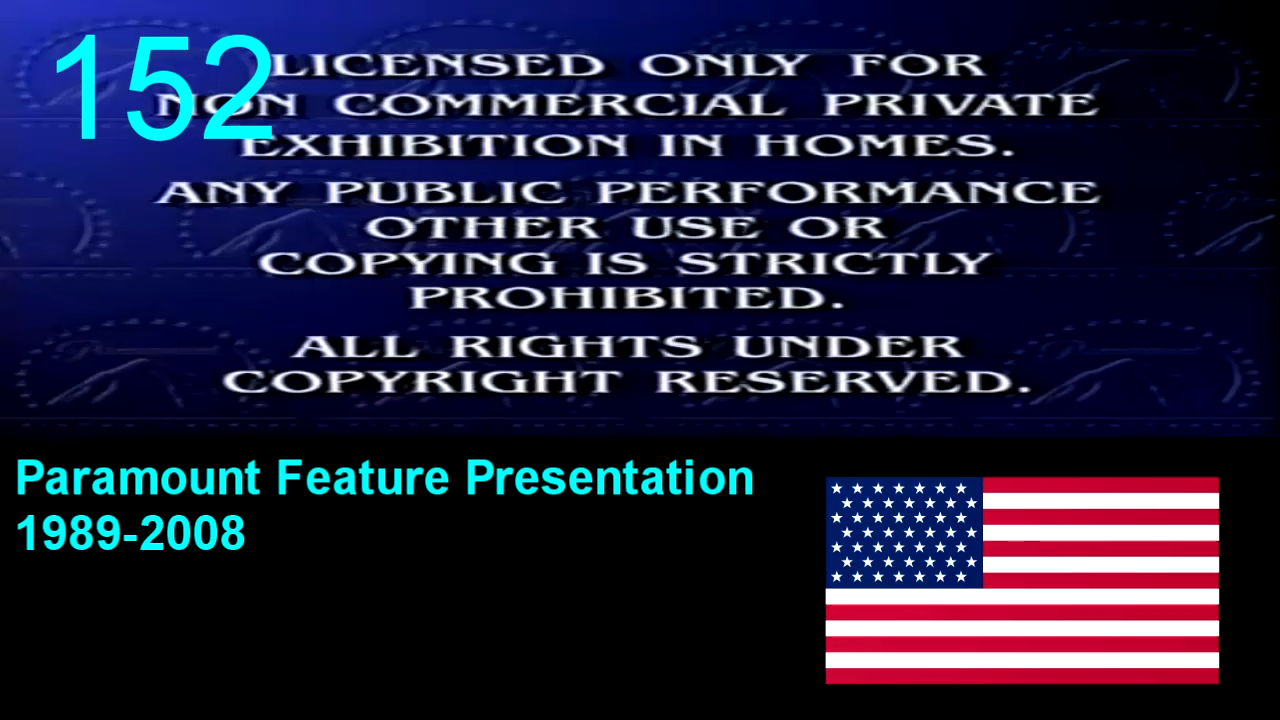 152
LICENSED ONLY FOR
NON COMMERCIAL PRIVATE
EXHIBITION IN HOMES.
ANY PUBLIC PERFORMANCE
OTHER USE OR
COPYING IS STRICTLY
PROHIBITED.
ALL RIGHTS UNDER
COPYRIGHT RESERVED.
Paramount Feature Presentation
1989-2008